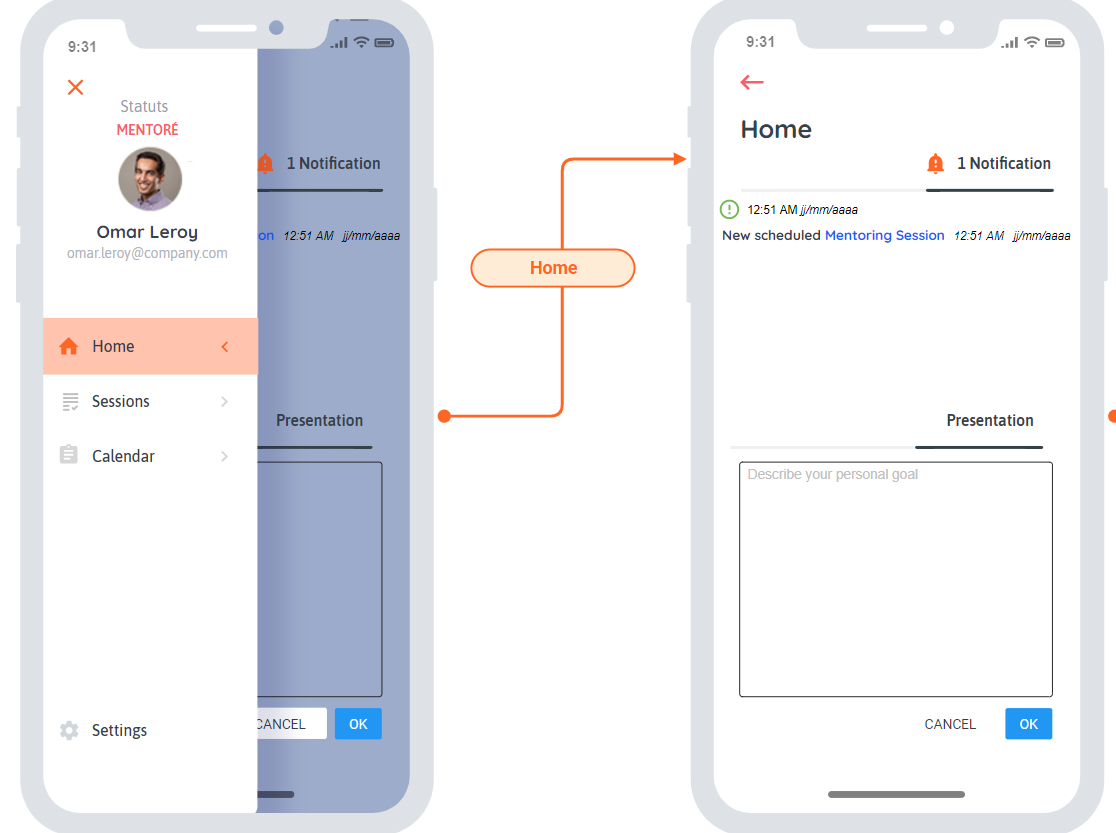 9:31
Statuts
MENTORÉ
Omar Leroy
omar.leroy@company.com
Home
Sessions
Calendar
Settings
1 Notification
on 12:51 AM jj/mm/aaaa
Presentation
CANCEL OK
Home
9:31
Home
1 Notification
12:51 AM jj/mm/aaaa
New scheduled Mentoring Session 12:51 AM jj/mm/aaaa
Presentation
Describe your personal goal
CANCEL OK